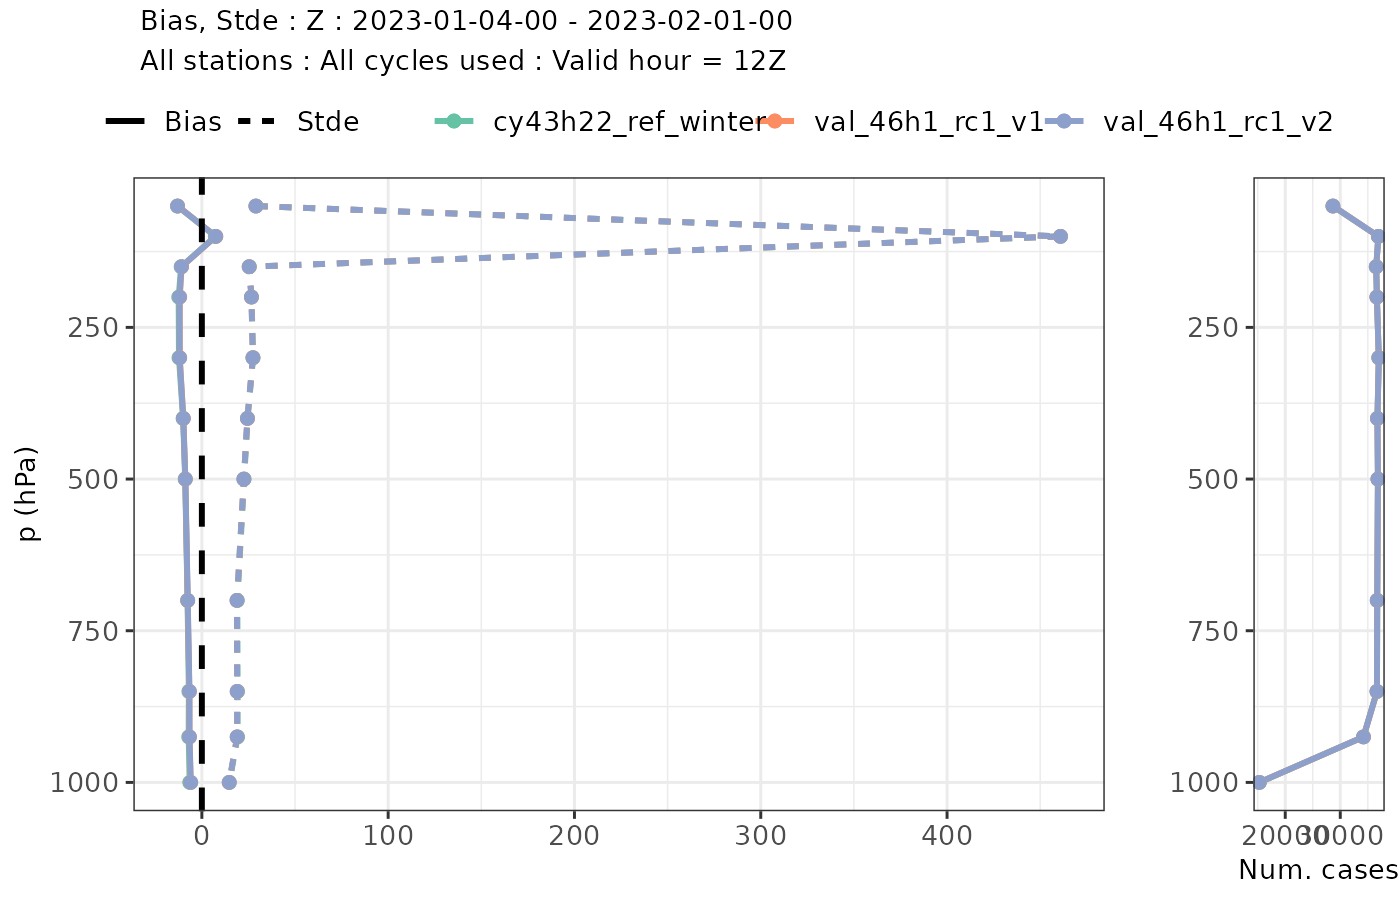 Bias, Stde : Z : 2023-01-04-00 - 2023-02-01-00
All stations : All cycles used : Valid hour = 12Z
Bias Stde cy43h22_ref_winter val_46h1_rc1_v1 val_46h1_rc1_v2
p (hPa)
250
500
750
1000
0 100 200 300 400
250
500
750
1000
20000 30000
Num. cases